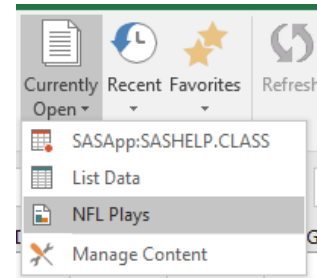 Currently Open
Recent
Favorites
Refresh
SASApp:SASHELP.CLASS
List Data
NFL Plays
Manage Content